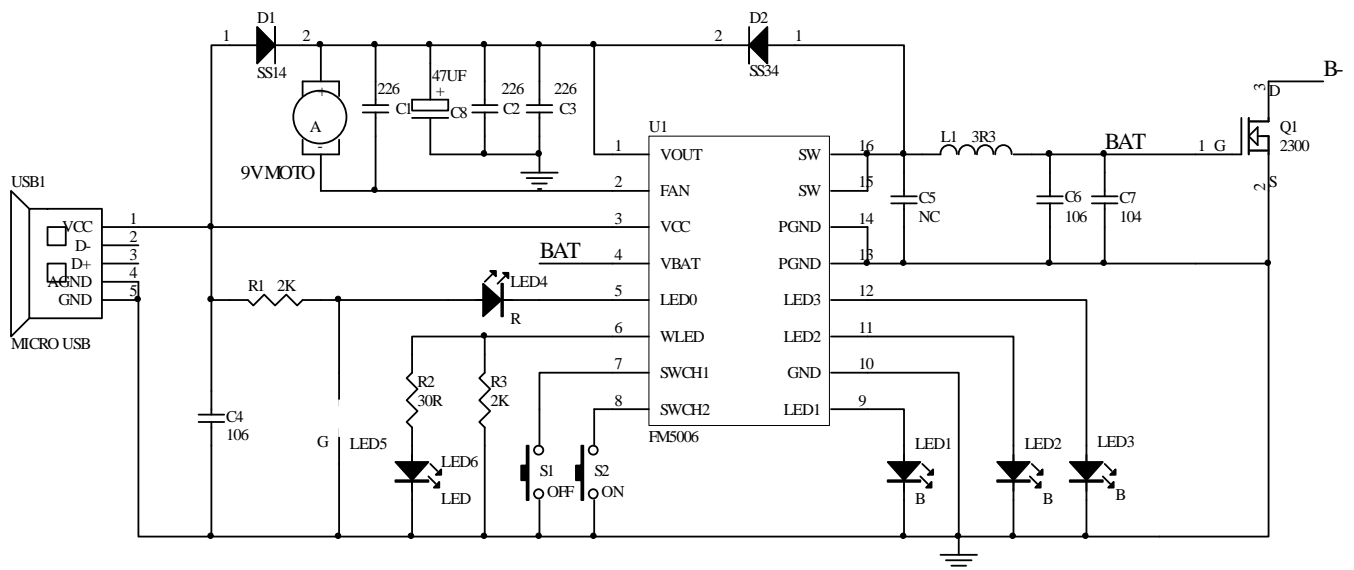 D1
1
2
SS14
D2
2
1
SS34
226
C1
47UF
+
C8
226
C2
226
C3
+
A
-
9VMOTO
U1
1
VOUT
2
FAN
3
VCC
4
VBAT
5
LED0
6
WLED
7
SWCH1
8
SWCH2
SW
16
SW
15
PGND
14
PGND
13
LED3
12
LED2
11
GND
10
LED1
9
FM5006
L1
3R3
BAT
1
G
3
D
B-
Q1
2300
2
S
C5
NC
C6
106
C7
104
USB1
VCC
1
D-
2
D+
3
AGND
4
GND
5
MICRO USB
BAT
R1
2K
LED4
R
R2
30R
R3
2K
C4
106
G
LED5
LED6
LED
S1
OFF
S2
ON
LED1
B
LED2
B
LED3
B